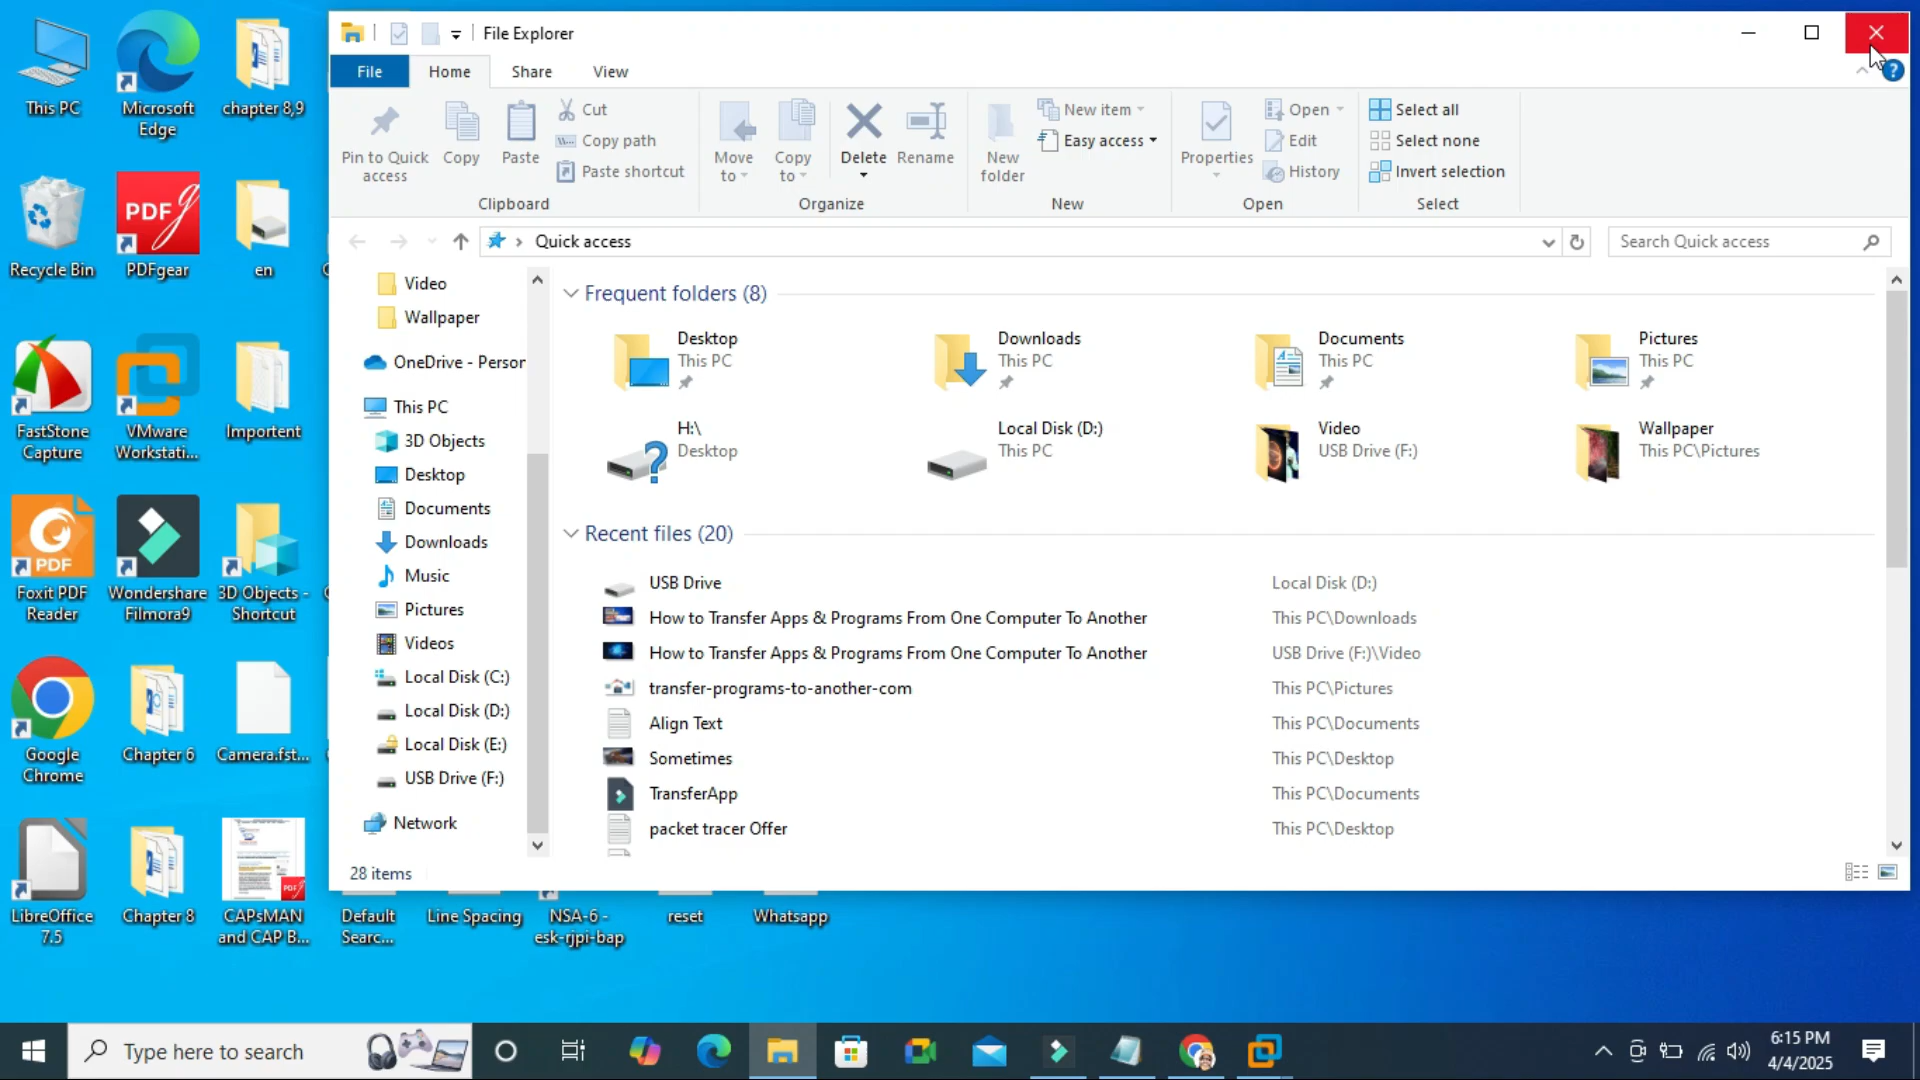 This PC
Microsoft
Edge
chapter 8,9
Recycle Bin
PDF
PDFgear
en
FastStone
Capture
VMware
Workstati...
Importent
PDF
Foxit PDF
Reader
Wondershare
Filmora9
3D Objects -
Shortcut
Google
Chrome
Chapter 6
Camera.fst...
LibreOffice
7.5
Chapter 8
PDF
CAPsMAN
and CAP B...
Default
Searc...
Line Spacing
NSA-6 -
esk-rjpi-bap
reset
Whatsapp
File Explorer
File
Home
Share
View
Pin to Quick
access
Copy
Paste
Cut
Copy path
Paste shortcut
Clipboard
Move
to
Copy
to
Delete
Rename
Organize
New
folder
New item
Easy access
New
Properties
Open
Edit
History
Open
Select all
Select none
Invert selection
Select
Quick access
Search Quick access
Video
Wallpaper
OneDrive - Person
This PC
3D Objects
Desktop
Documents
Downloads
Music
Pictures
Videos
Local Disk (C:)
Local Disk (D:)
Local Disk (E:)
USB Drive (F:)
Network
Frequent folders (8)
Desktop
This PC
Downloads
This PC
Documents
This PC
Pictures
This PC
H:\
Desktop
Local Disk (D:)
This PC
Video
USB Drive (F:)
Wallpaper
This PC\Pictures
Recent files (20)
USB Drive Local Disk (D:)
How to Transfer Apps & Programs From One Computer To Another This PC\Downloads
How to Transfer Apps & Programs From One Computer To Another USB Drive (F:)\Video
transfer-programs-to-another-com This PC\Pictures
Align Text This PC\Documents
Sometimes This PC\Desktop
TransferApp This PC\Documents
packet tracer Offer This PC\Desktop
28 items
Type here to search
6:15 PM
4/4/2025